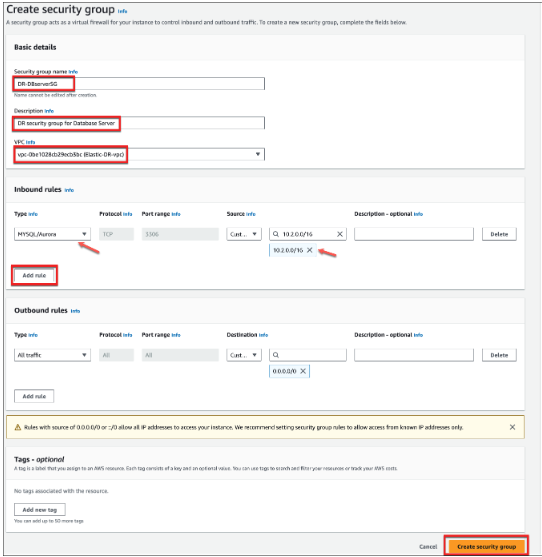 Create security group Info
A security group acts as a virtual firewall for your instance to control inbound and outbound traffic. To create a new security group, complete the fields below.
Basic details
Security group name Info
DR-DBserverSG
Name cannot be edited after creation.
Description Info
DR security group for Database Server
VPC Info
vpc-0be1028cb29ecb5bc (Elastic-DR-vpc)
Inbound rules Info
Type Info Protocol Info Port range Info Source Info Description - optional Info
MYSQL/Aurora TCP 3306 Cust... 10.2.0.0/16 Delete
10.2.0.0/16
Add rule
Outbound rules Info
Type Info Protocol Info Port range Info Destination Info Description - optional Info
All traffic All All Cust... Delete
0.0.0.0/0
Add rule
Rules with source of 0.0.0.0/0 or ::/0 allow all IP addresses to access your instance. We recommend setting security group rules to allow access from known IP addresses only.
Tags - optional
A tag is a label that you assign to an AWS resource. Each tag consists of a key and an optional value. You can use tags to search and filter your resources or track your AWS costs.
No tags associated with the resource.
Add new tag
You can add up to 50 more tags
Cancel Create security group